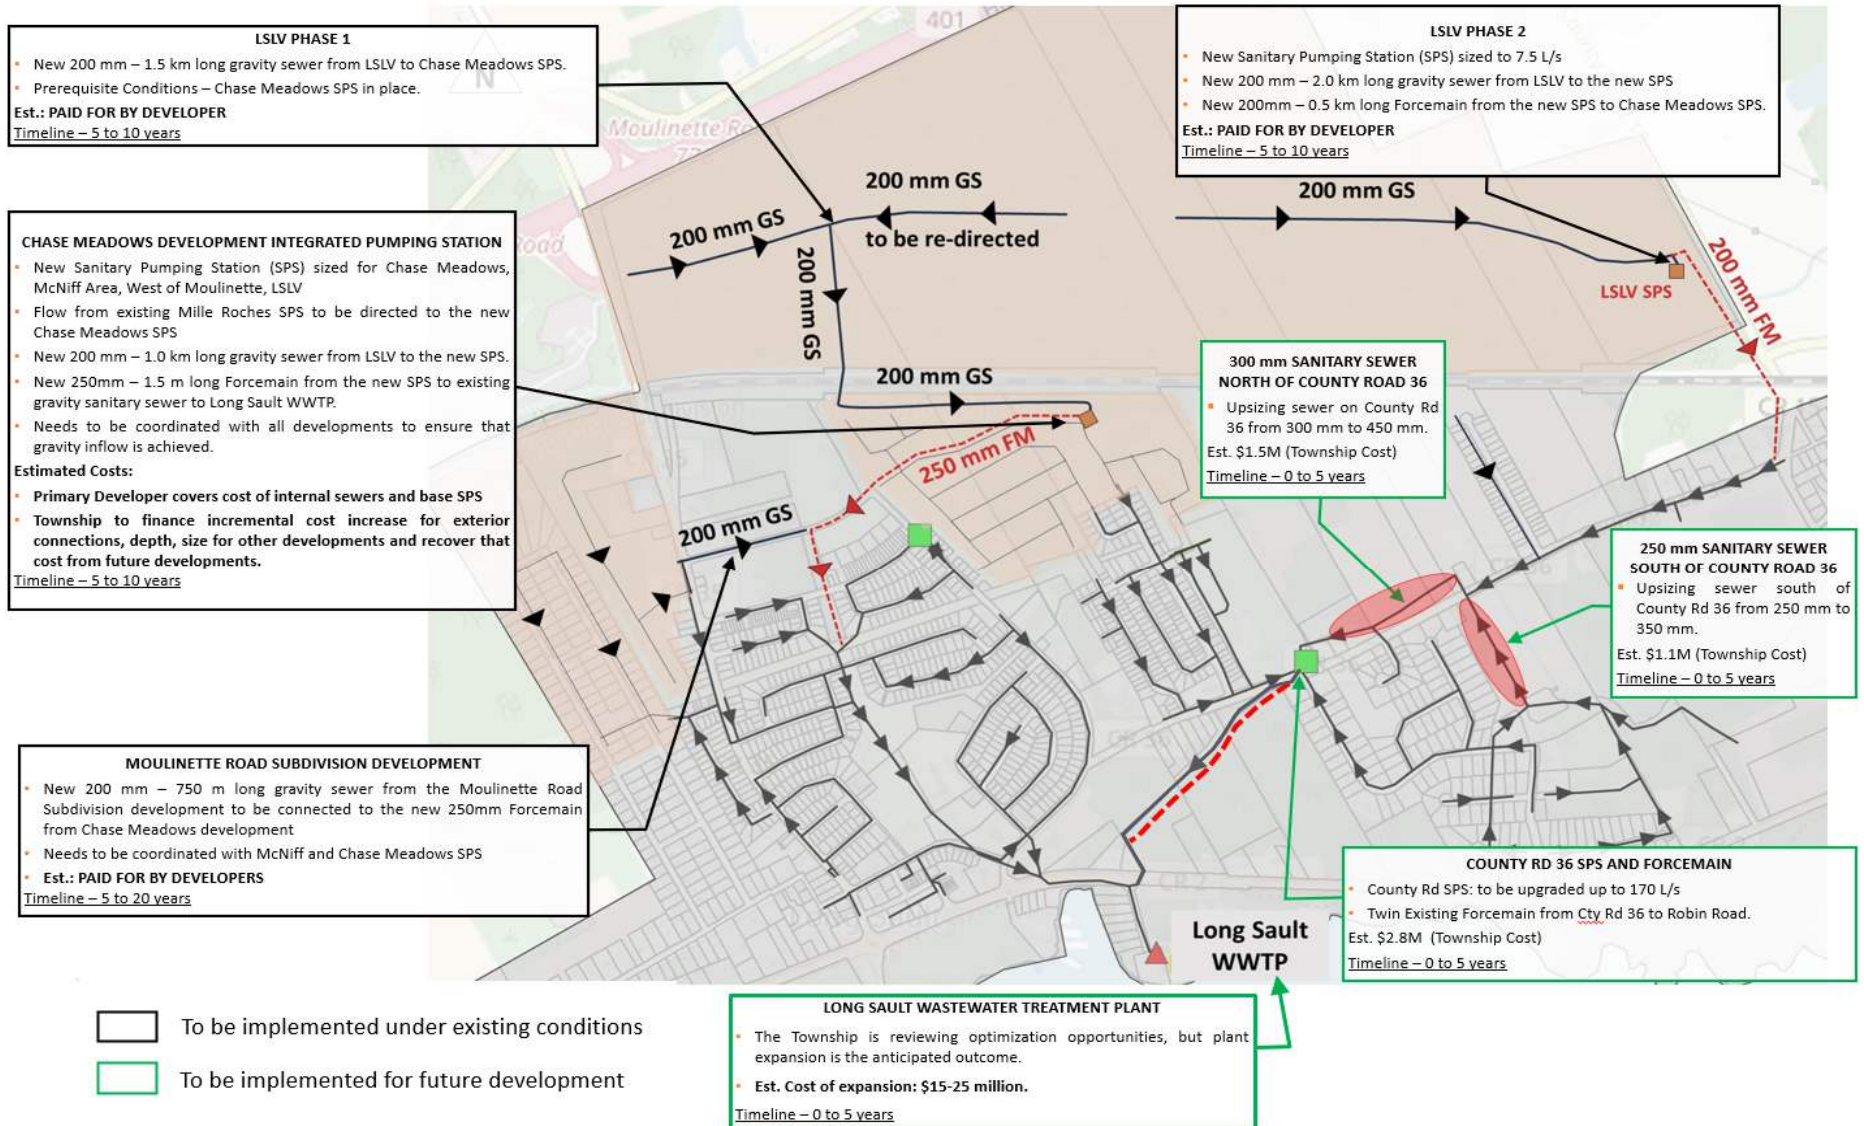 LSLV PHASE 1
New 200 mm – 1.5 km long gravity sewer from LSLV to Chase Meadows SPS.
Prerequisite Conditions – Chase Meadows SPS in place.
Est.: PAID FOR BY DEVELOPER
Timeline – 5 to 10 years
401
N
Moulinette Ro
LSLV PHASE 2
New Sanitary Pumping Station (SPS) sized to 7.5 L/s
New 200 mm – 2.0 km long gravity sewer from LSLV to the new SPS
New 200mm – 0.5 km long Forcemain from the new SPS to Chase Meadows SPS.
Est.: PAID FOR BY DEVELOPER
Timeline – 5 to 10 years
200 mm GS
200 mm GS
to be re-directed
200 mm GS
200 mm GS
200 mm GS
200 mm FM
LSLV SPS
Road
CHASE MEADOWS DEVELOPMENT INTEGRATED PUMPING STATION
New Sanitary Pumping Station (SPS) sized for Chase Meadows,
McNiff Area, West of Moulinette, LSLV
Flow from existing Mille Roches SPS to be directed to the new
Chase Meadows SPS
New 200 mm – 1.0 km long gravity sewer from LSLV to the new SPS.
New 250mm – 1.5 m long Forcemain from the new SPS to existing
gravity sanitary sewer to Long Sault WWTP.
Needs to be coordinated with all developments to ensure that
gravity inflow is achieved.
Estimated Costs:
Primary Developer covers cost of internal sewers and base SPS
Township to finance incremental cost increase for exterior
connections, depth, size for other developments and recover that
cost from future developments.
Timeline – 5 to 10 years
250 mm FM
200 mm GS
300 mm SANITARY SEWER
NORTH OF COUNTY ROAD 36
Upsizing sewer on County Rd
36 from 300 mm to 450 mm.
Est. $1.5M (Township Cost)
Timeline – 0 to 5 years
250 mm SANITARY SEWER
SOUTH OF COUNTY ROAD 36
Upsizing sewer south of
County Rd 36 from 250 mm to
350 mm.
Est. $1.1M (Township Cost)
Timeline – 0 to 5 years
MOULINETTE ROAD SUBDIVISION DEVELOPMENT
New 200 mm – 750 m long gravity sewer from the Moulinette Road
Subdivision development to be connected to the new 250mm Forcemain
from Chase Meadows development
Needs to be coordinated with McNiff and Chase Meadows SPS
Est.: PAID FOR BY DEVELOPERS
Timeline – 5 to 20 years
COUNTY RD 36 SPS AND FORCEMAIN
County Rd SPS: to be upgraded up to 170 L/s
Twin Existing Forcemain from Cty Rd 36 to Robin Road.
Est. $2.8M (Township Cost)
Timeline – 0 to 5 years
CR 2
Long Sault
WWTP
LONG SAULT WASTEWATER TREATMENT PLANT
The Township is reviewing optimization opportunities, but plant
expansion is the anticipated outcome.
Est. Cost of expansion: $15-25 million.
Timeline – 0 to 5 years
To be implemented under existing conditions
To be implemented for future development